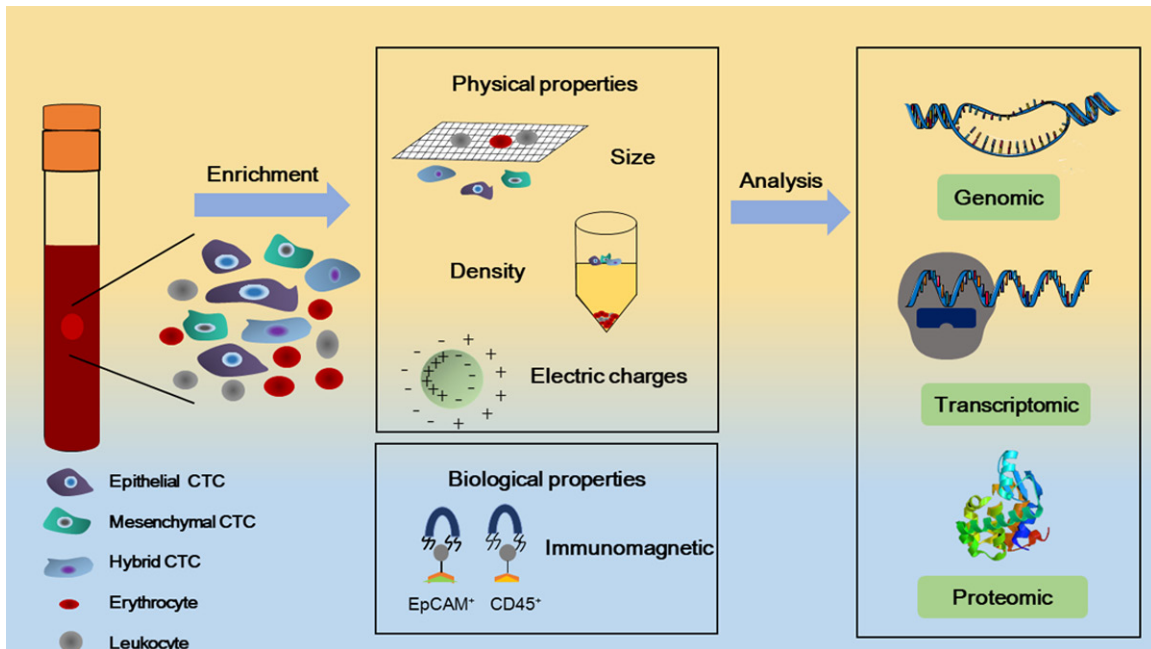 Enrichment
Epithelial CTC
Mesenchymal CTC
Hybrid CTC
Erythrocyte
Leukocyte
Physical properties
Size
Density
Electric charges
Biological properties
Immunomagnetic
EpCAM⁺ CD45⁺
Analysis
Genomic
Transcriptomic
Proteomic